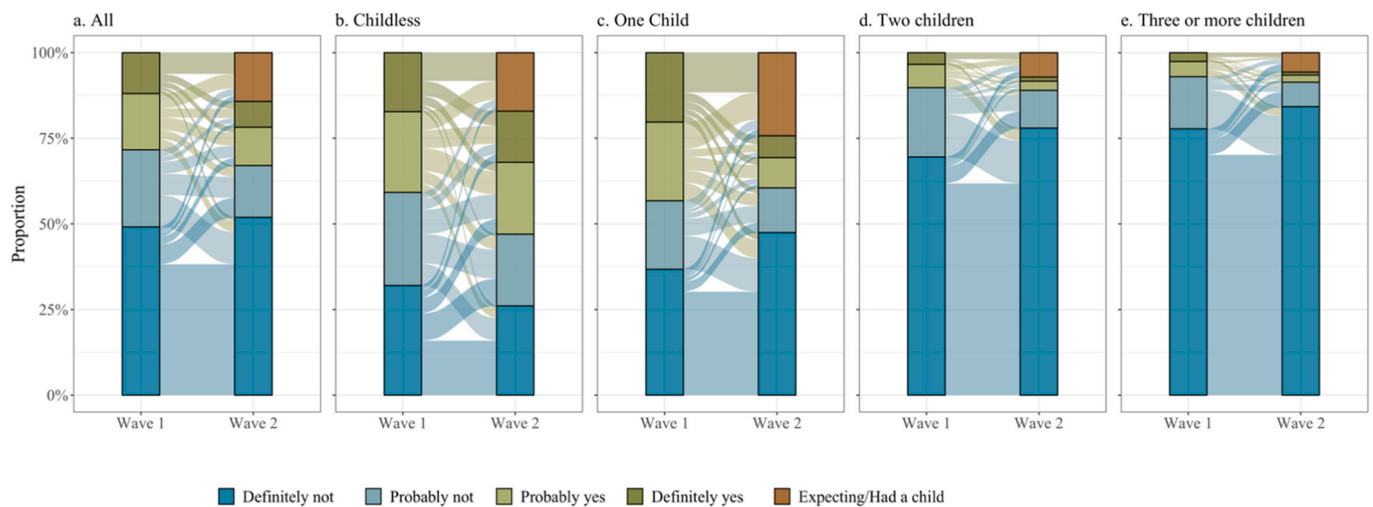 a. All
b. Childless
c. One Child
d. Two children
e. Three or more children
100%
75%
50%
25%
0%
Proportion
Wave 1 Wave 2 Wave 1 Wave 2 Wave 1 Wave 2 Wave 1 Wave 2 Wave 1 Wave 2
Definitely not Probably not Probably yes Definitely yes Expecting/Had a child